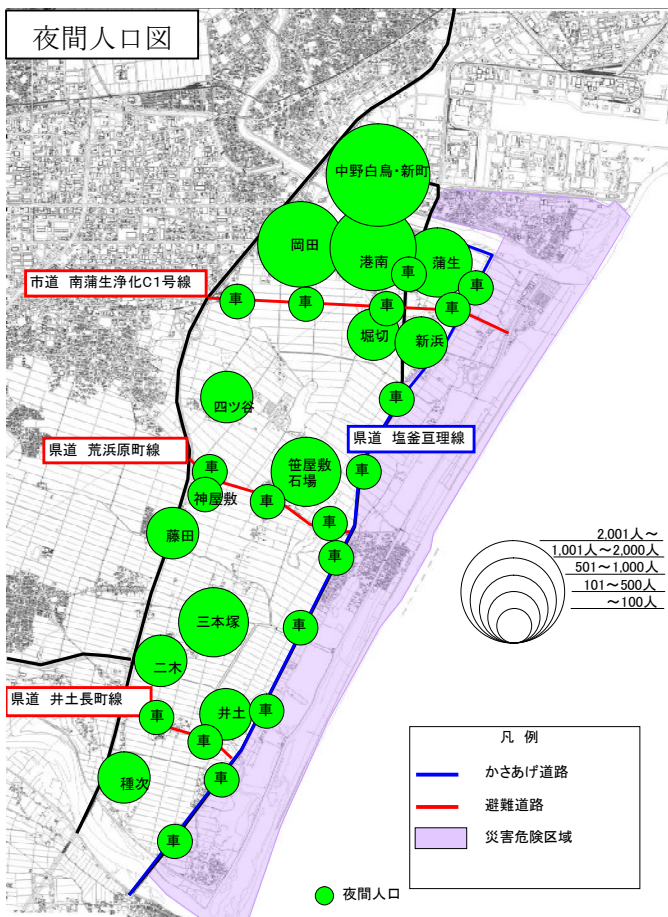 夜間人口図
中野白鳥・新町
岡田
港南
蒲生
車
車
市道 南蒲生浄化C1号線
車
車
車
車
堀切
新浜
車
四ツ谷
県道 塩釜亘理線
県道 荒浜原町線
車
笹屋敷
石場
車
神屋敷
車
車
藤田
車
2,001人~
1,001人~2,000人
501~1,000人
101~500人
~100人
三本塚
車
二木
県道 井土長町線
車
井土
車
車
種次
車
車
凡 例
かさあげ道路
避難道路
災害危険区域
夜間人口